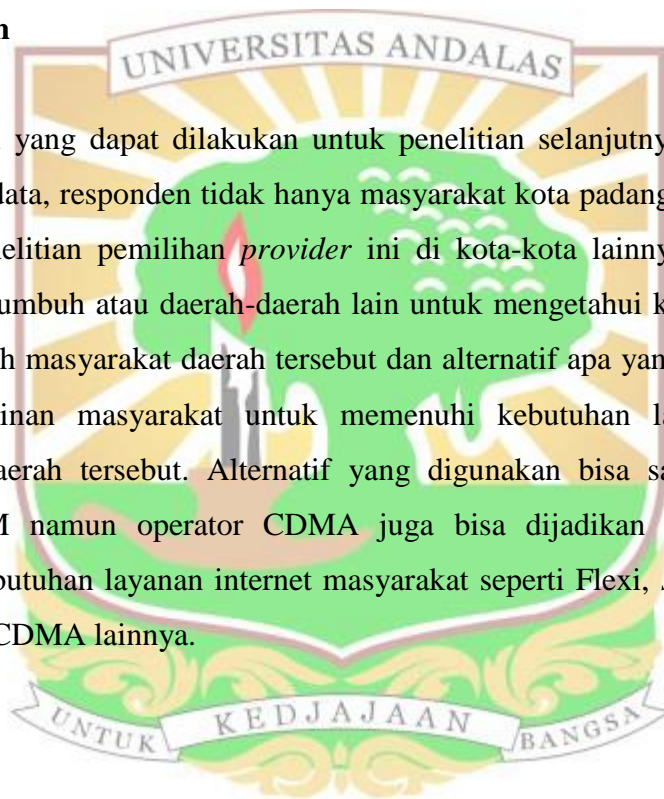 n
UNIVERSITAS ANDALAS
yang dapat dilakukan untuk penelitian selanjutny
data, responden tidak hanya masyarakat kota padang
nelitian pemilihan provider ini di kota-kota lainny
umbuh atau daerah-daerah lain untuk mengetahui k
h masyarakat daerah tersebut dan alternatif apa yan
inan masyarakat untuk memenuhi kebutuhan la
aerah tersebut. Alternatif yang digunakan bisa sa
M namun operator CDMA juga bisa dijadikan
butuhan layanan internet masyarakat seperti Flexi,
CDMA lainnya.
UNTUK KEDJAJAAN BANGSA